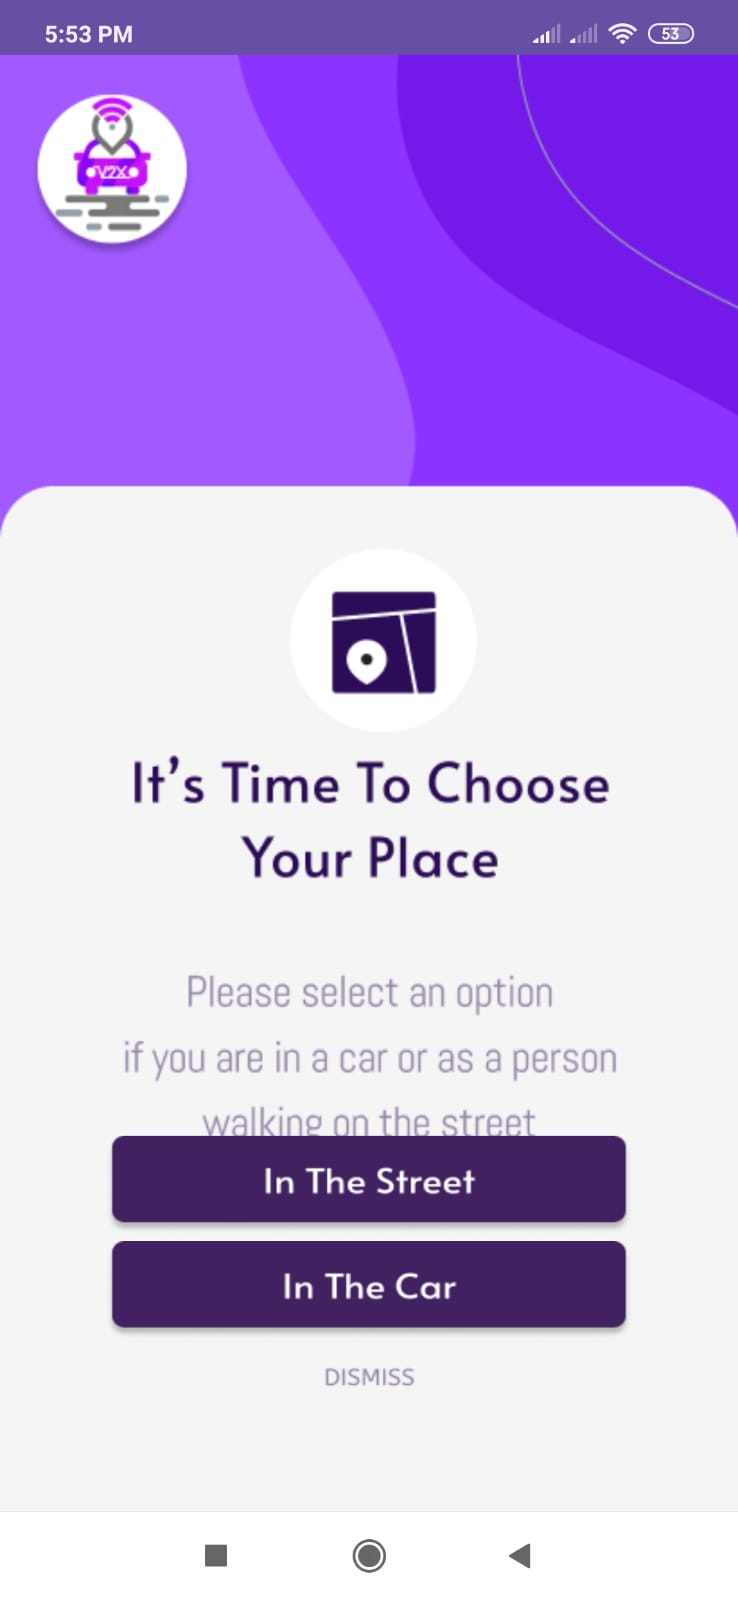 5:53 PM
53
V2X
It's Time To Choose
Your Place
Please select an option
if you are in a car or as a person
walking on the street
In The Street
In The Car
DISMISS